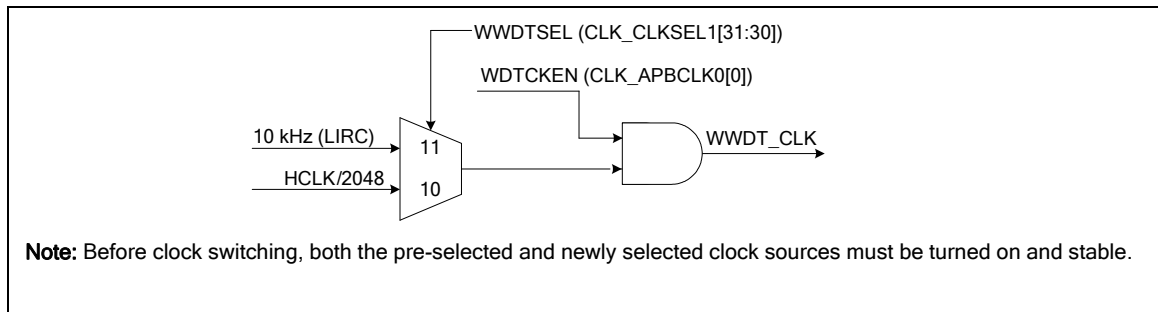 WWDTSEL (CLK_CLKSEL1[31:30])
WDTCKEN (CLK_APBCLK0[0])
10 kHz (LIRC)
11
WWDT_CLK
HCLK/2048
10
Note: Before clock switching, both the pre-selected and newly selected clock sources must be turned on and stable.